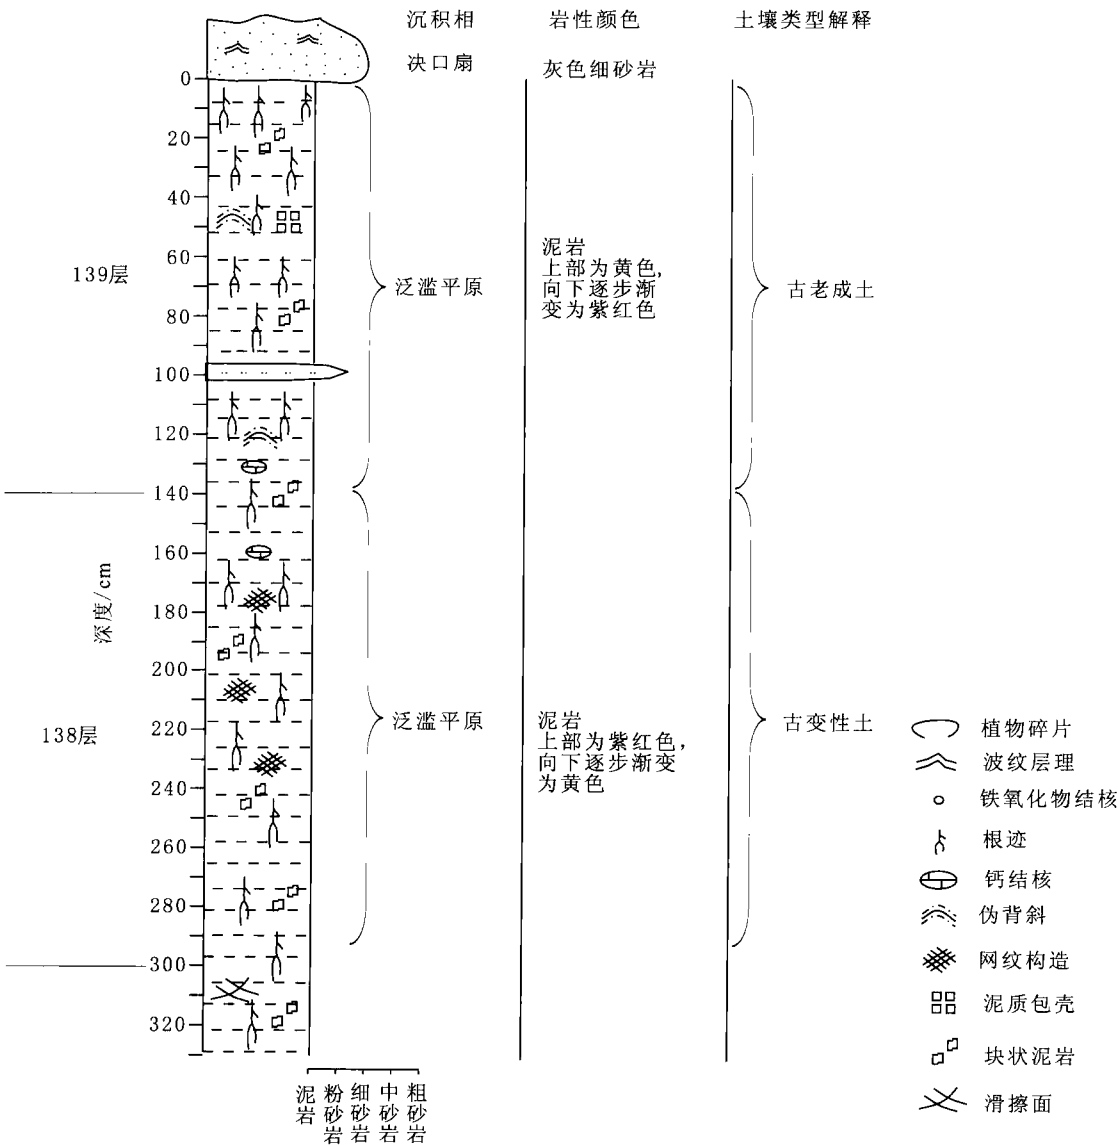 沉积相
岩性颜色
土壤类型解释
决口扇
灰色细砂岩
0
20
40
60
80
100
120
140
160
180
200
220
240
260
280
300
320
139层
深度/cm
138层
泛滥平原
泥岩
上部为黄色，
向下逐步渐
变为紫红色
古老成土
泛滥平原
泥岩
上部为紫红色，
向下逐步渐变
为黄色
古变性土
植物碎片
波纹层理
铁氧化物结核
根迹
钙结核
伪背斜
网纹构造
泥质包壳
块状泥岩
滑擦面
泥岩
粉砂岩
细砂岩
中砂岩
粗砂岩